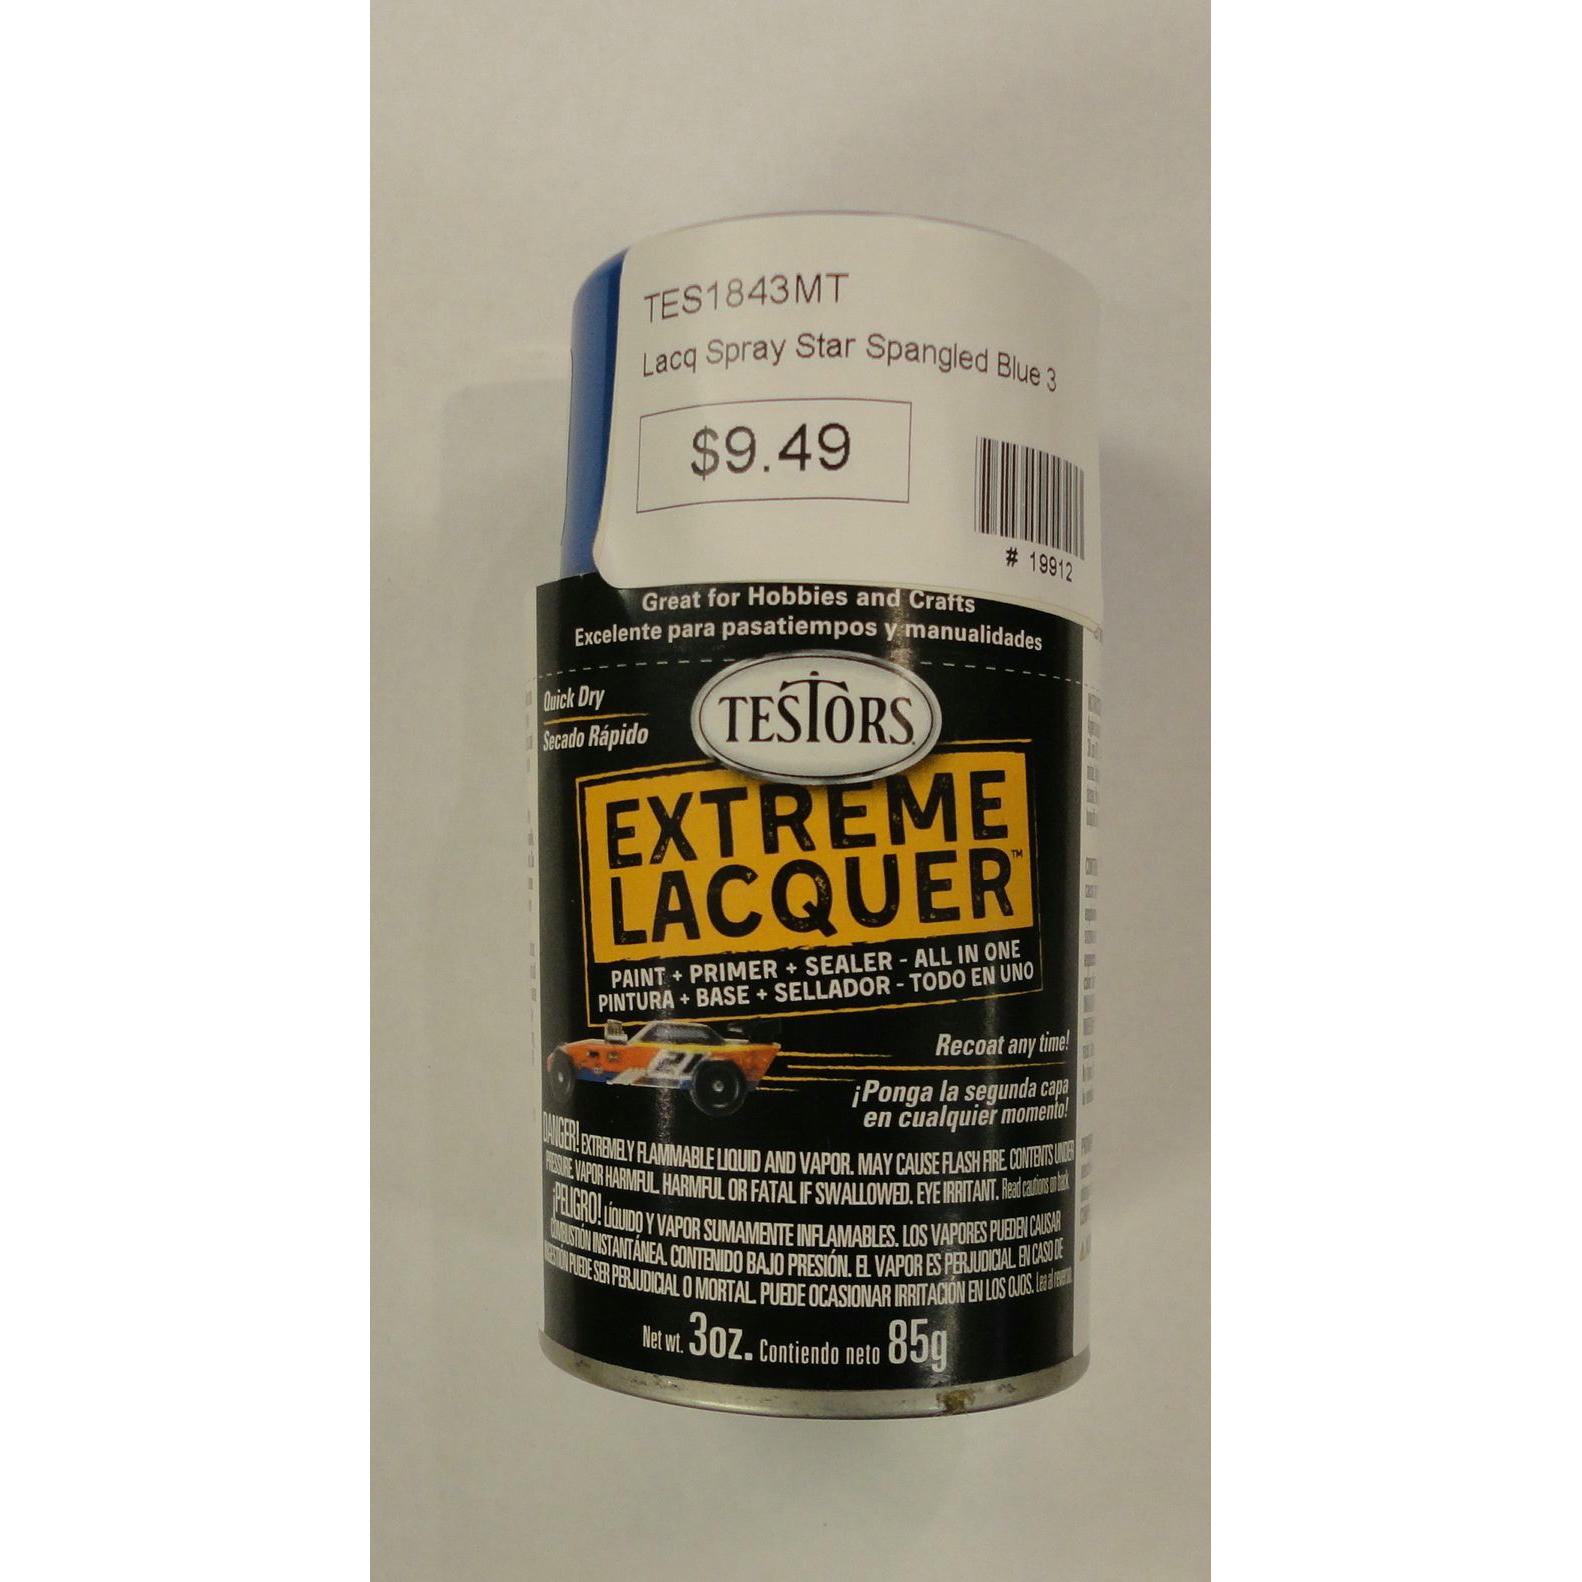 TES1843MT
Lacq Spray Star Spangled Blue 3
$9.49
# 19912
Great for Hobbies and Crafts
Excelente para pasatiempos y manualidades
Quick Dry
Secado Rápido
TESTORS
EXTREME
LACQUER™
PAINT + PRIMER + SEALER - ALL IN ONE
PINTURA + BASE + SELLADOR - TODO EN UNO
21
Recoat any time!
¡Ponga la segunda capa
en cualquier momento!
DANGER! EXTREMELY FLAMMABLE LIQUID AND VAPOR. MAY CAUSE FLASH FIRE. CONTENTS UNDER
PRESSURE. VAPOR HARMFUL. HARMFUL OR FATAL IF SWALLOWED. EYE IRRITANT. Read cautions on back.
¡PELIGRO! LÍQUIDO Y VAPOR SUMAMENTE INFLAMABLES. LOS VAPORES PUEDEN CAUSAR
COMBUSTIÓN INSTANTÁNEA. CONTENIDO BAJO PRESIÓN. EL VAPOR ES PERJUDICIAL. EN CASO DE
INGESTIÓN PUEDE SER PERJUDICIAL O MORTAL. PUEDE OCASIONAR IRRITACIÓN EN LOS OJOS. Lea al reverso.
Net wt. 3oz. Contiendo neto 85g